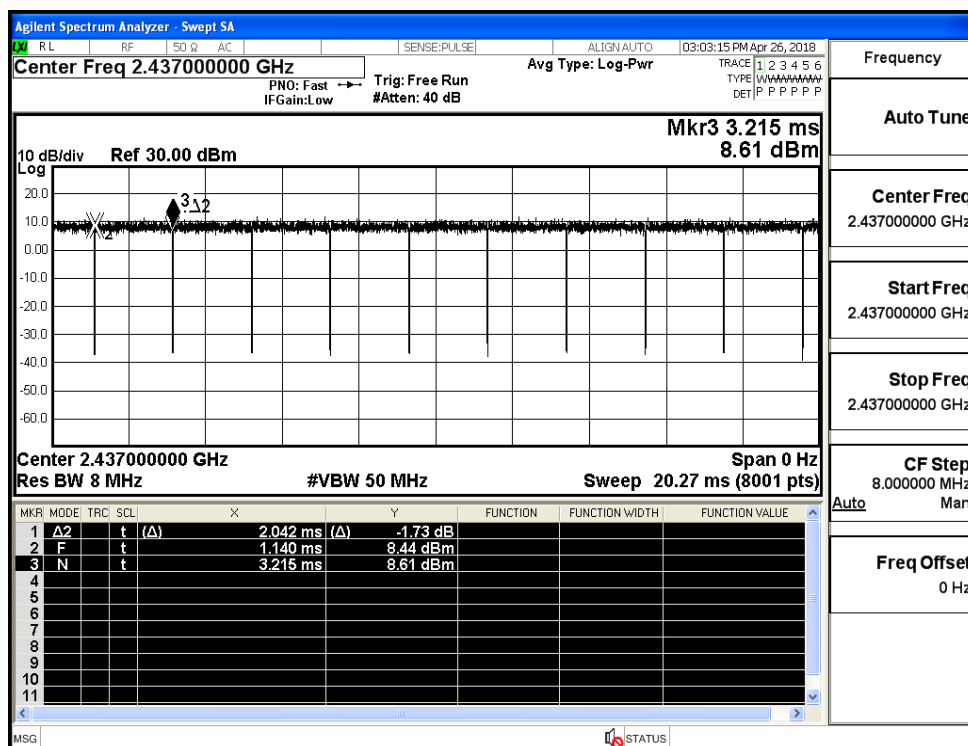 Agilent Spectrum Analyzer - Swept SA
LXI RL RF 50 Ω AC SENSE:PULSE ALIGN AUTO 03:03:15 PM Apr 26, 2018
Center Freq 2.437000000 GHz
PNO: Fast
IFGain:Low
Trig: Free Run
#Atten: 40 dB
Avg Type: Log-Pwr
TRACE 1 2 3 4 5 6
TYPE WWWWWW
DET P P P P P P
Mkr3 3.215 ms
8.61 dBm
10 dB/div Ref 30.00 dBm
Log
20.0
10.0
0.00
-10.0
-20.0
-30.0
-40.0
-50.0
-60.0
3 1Δ2
2
Center 2.437000000 GHz Span 0 Hz
Res BW 8 MHz #VBW 50 MHz Sweep 20.27 ms (8001 pts)
MKR MODE TRC SCL X Y FUNCTION FUNCTION WIDTH FUNCTION VALUE
1 Δ2 t (Δ) 2.042 ms (Δ) -1.73 dB
2 F t 1.140 ms 8.44 dBm
3 N t 3.215 ms 8.61 dBm
4
5
6
7
8
9
10
11
MSG STATUS
Frequency
Auto Tune
Center Freq
2.437000000 GHz
Start Freq
2.437000000 GHz
Stop Freq
2.437000000 GHz
CF Step
8.000000 MHz
Auto Man
Freq Offset
0 Hz